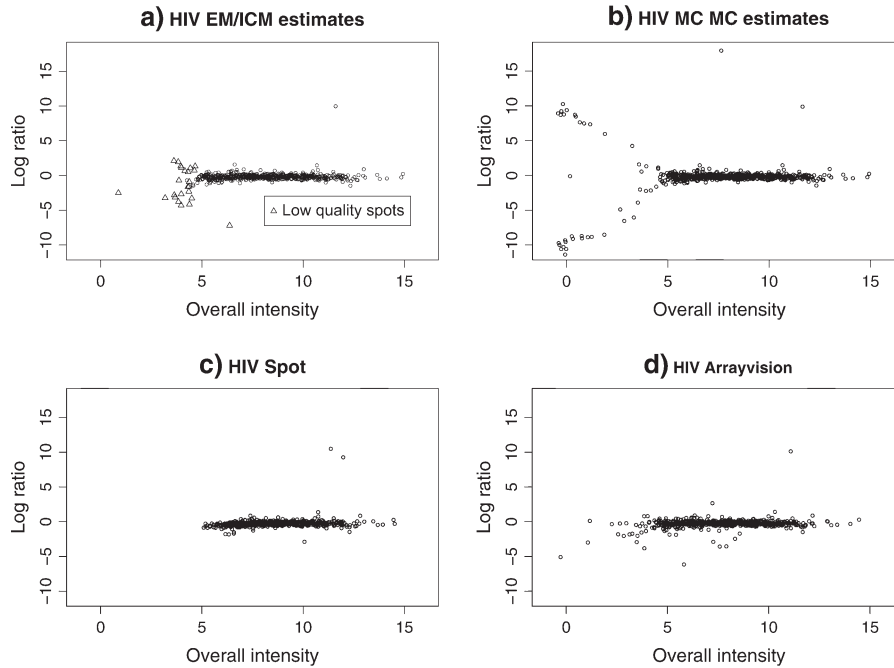 a) HIV EM/ICM estimates
Log ratio
15
10
5
0
−5
−10
△ Low quality spots
0 5 10 15
Overall intensity
b) HIV MC MC estimates
Log ratio
15
10
5
0
−5
−10
0 5 10 15
Overall intensity
c) HIV Spot
Log ratio
15
10
5
0
−5
−10
0 5 10 15
Overall intensity
d) HIV Arrayvision
Log ratio
15
10
5
0
−5
−10
0 5 10 15
Overall intensity